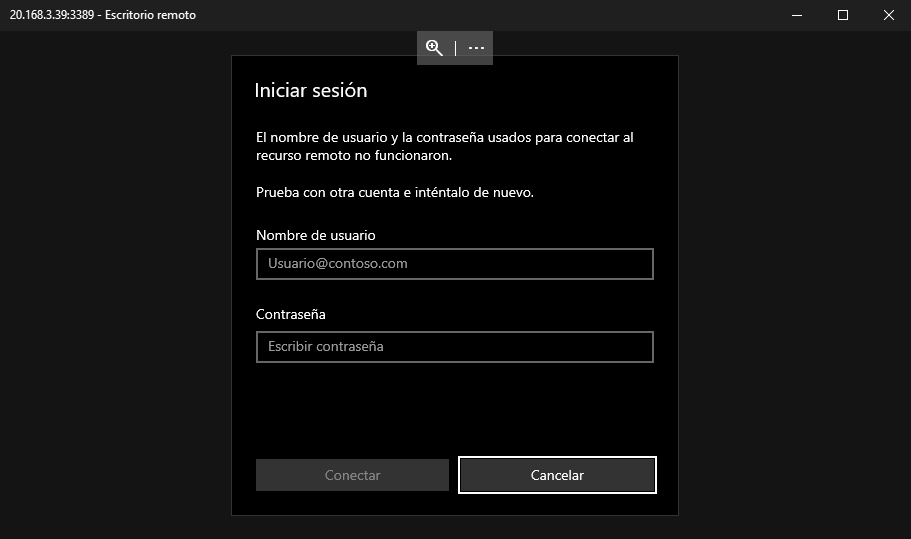 20.168.3.39:3389 - Escritorio remoto
Iniciar sesión
El nombre de usuario y la contraseña usados para conectar al
recurso remoto no funcionaron.
Prueba con otra cuenta e inténtalo de nuevo.
Nombre de usuario
Usuario@contoso.com
Contraseña
Escribir contraseña
Conectar
Cancelar